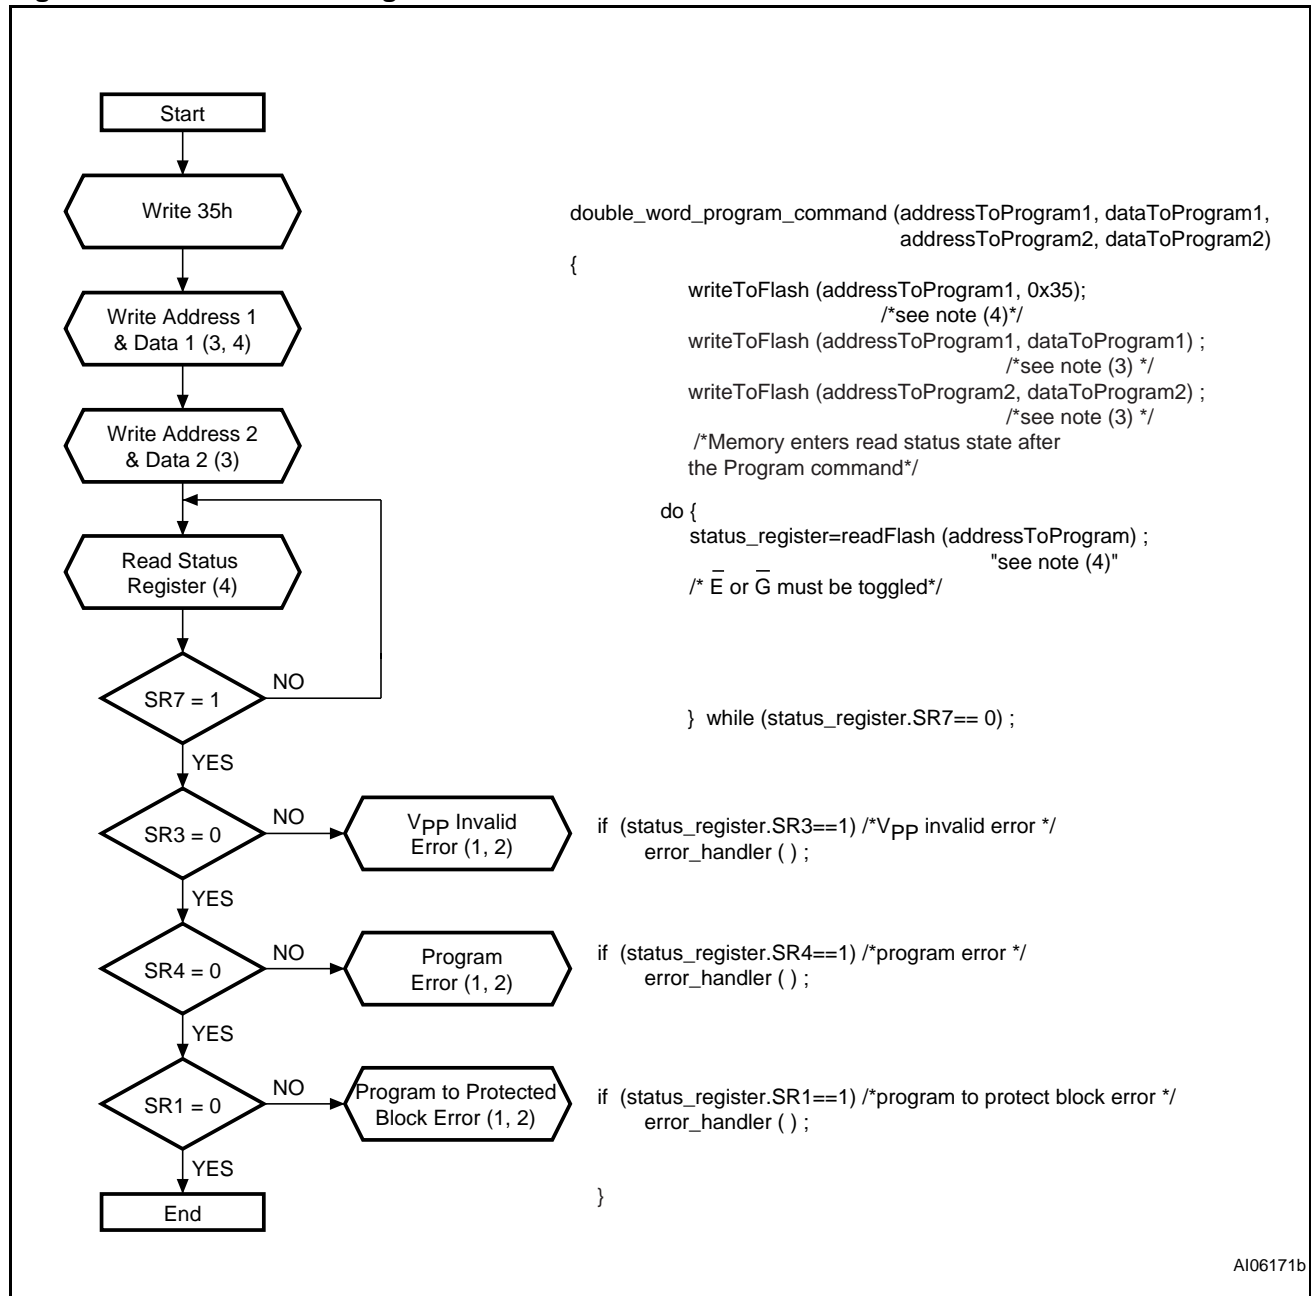 Start
Write 35h
Write Address 1
& Data 1 (3, 4)
Write Address 2
& Data 2 (3)
Read Status
Register (4)
SR7 = 1
NO
YES
SR3 = 0
NO
VPP Invalid
Error (1, 2)
YES
SR4 = 0
NO
Program
Error (1, 2)
YES
SR1 = 0
NO
Program to Protected
Block Error (1, 2)
YES
End
double_word_program_command (addressToProgram1, dataToProgram1,
addressToProgram2, dataToProgram2)
{
writeToFlash (addressToProgram1, 0x35);
/*see note (4)*/
writeToFlash (addressToProgram1, dataToProgram1) ;
/*see note (3) */
writeToFlash (addressToProgram2, dataToProgram2) ;
/*see note (3) */
/*Memory enters read status state after
the Program command*/
do {
status_register=readFlash (addressToProgram) ;
"see note (4)"
/* E̅ or G̅ must be toggled*/
} while (status_register.SR7== 0) ;
if (status_register.SR3==1) /*VPP invalid error */
error_handler ( ) ;
if (status_register.SR4==1) /*program error */
error_handler ( ) ;
if (status_register.SR1==1) /*program to protect block error */
error_handler ( ) ;
}
AI06171b